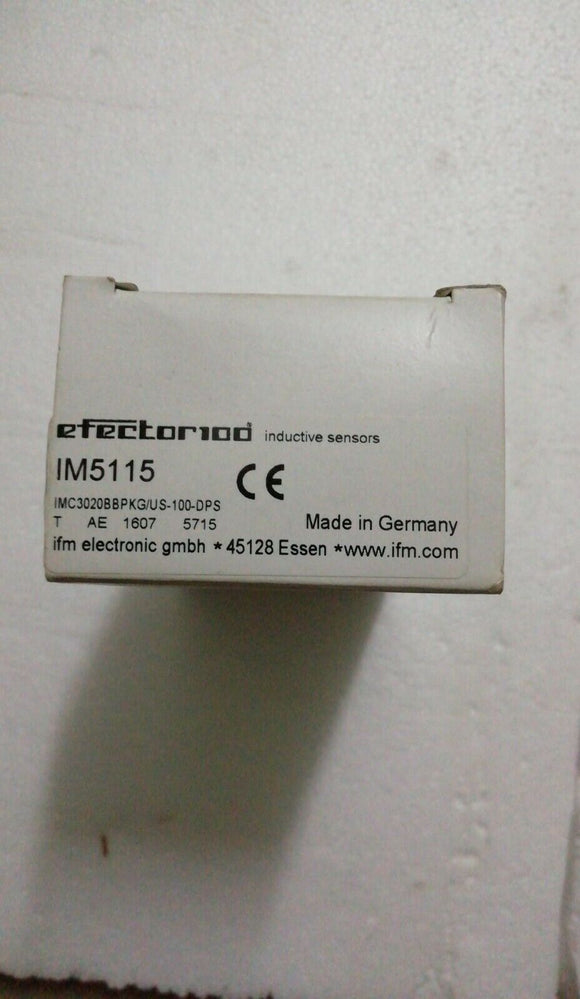 efector100® inductive sensors
IM5115 CE
IMC3020BBPKG/US-100-DPS
T AE 1607 5715 Made in Germany
ifm electronic gmbh * 45128 Essen *www.ifm.com